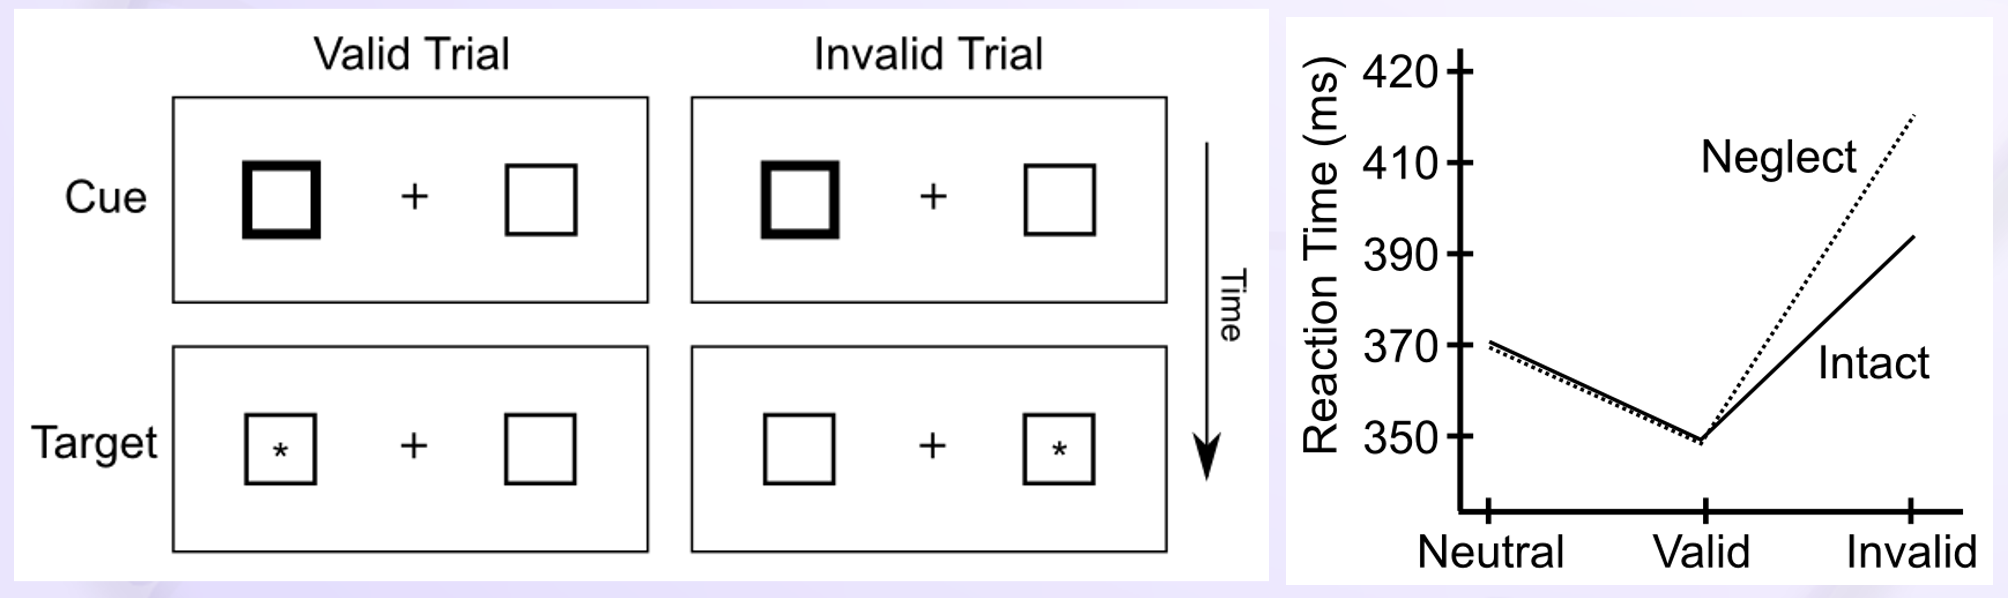 Valid Trial
Invalid Trial
Cue
+
+
Target
*
+
+
*
Time
Reaction Time (ms)
420
410
390
370
350
Neglect
Intact
Neutral
Valid
Invalid